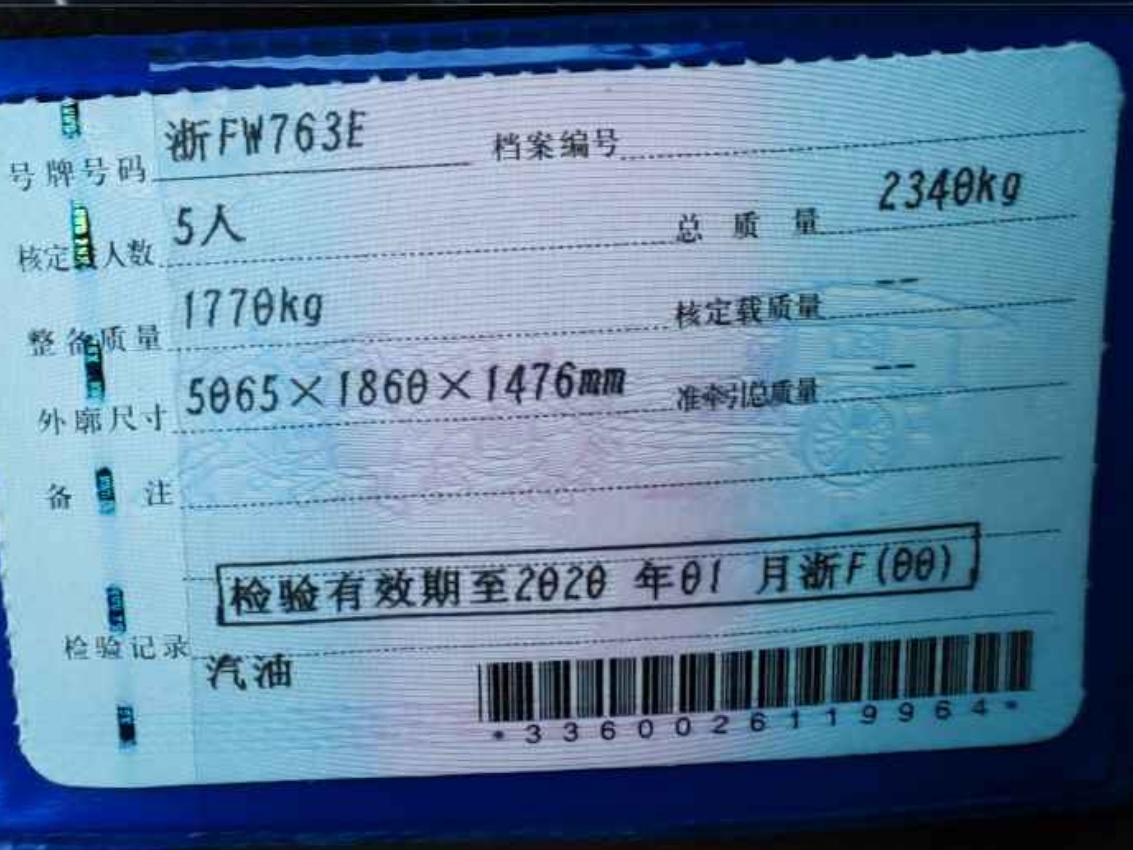 号牌号码 浙FW763E 档案编号
核定载人数 5人 总质量 2340kg
整备质量 1770kg 核定载质量 --
外廓尺寸 5065×1860×1476mm 准牵引总质量 --
备注
检验有效期至2020年01月浙F(00)
检验记录
汽油
*3360026119964*